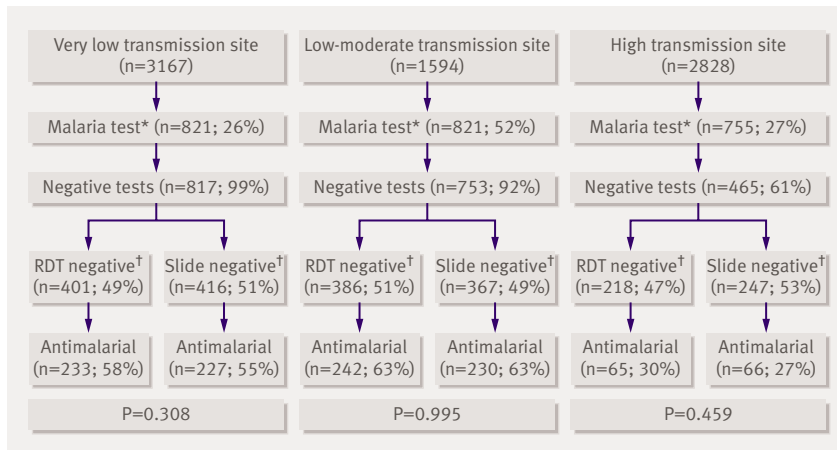 Very low transmission site
(n=3167)
Malaria test* (n=821; 26%)
Negative tests (n=817; 99%)
RDT negative†
(n=401; 49%)
Slide negative†
(n=416; 51%)
Antimalarial
(n=233; 58%)
Antimalarial
(n=227; 55%)
P=0.308
Low-moderate transmission site
(n=1594)
Malaria test* (n=821; 52%)
Negative tests (n=753; 92%)
RDT negative†
(n=386; 51%)
Slide negative†
(n=367; 49%)
Antimalarial
(n=242; 63%)
Antimalarial
(n=230; 63%)
P=0.995
High transmission site
(n=2828)
Malaria test* (n=755; 27%)
Negative tests (n=465; 61%)
RDT negative†
(n=218; 47%)
Slide negative†
(n=247; 53%)
Antimalarial
(n=65; 30%)
Antimalarial
(n=66; 27%)
P=0.459